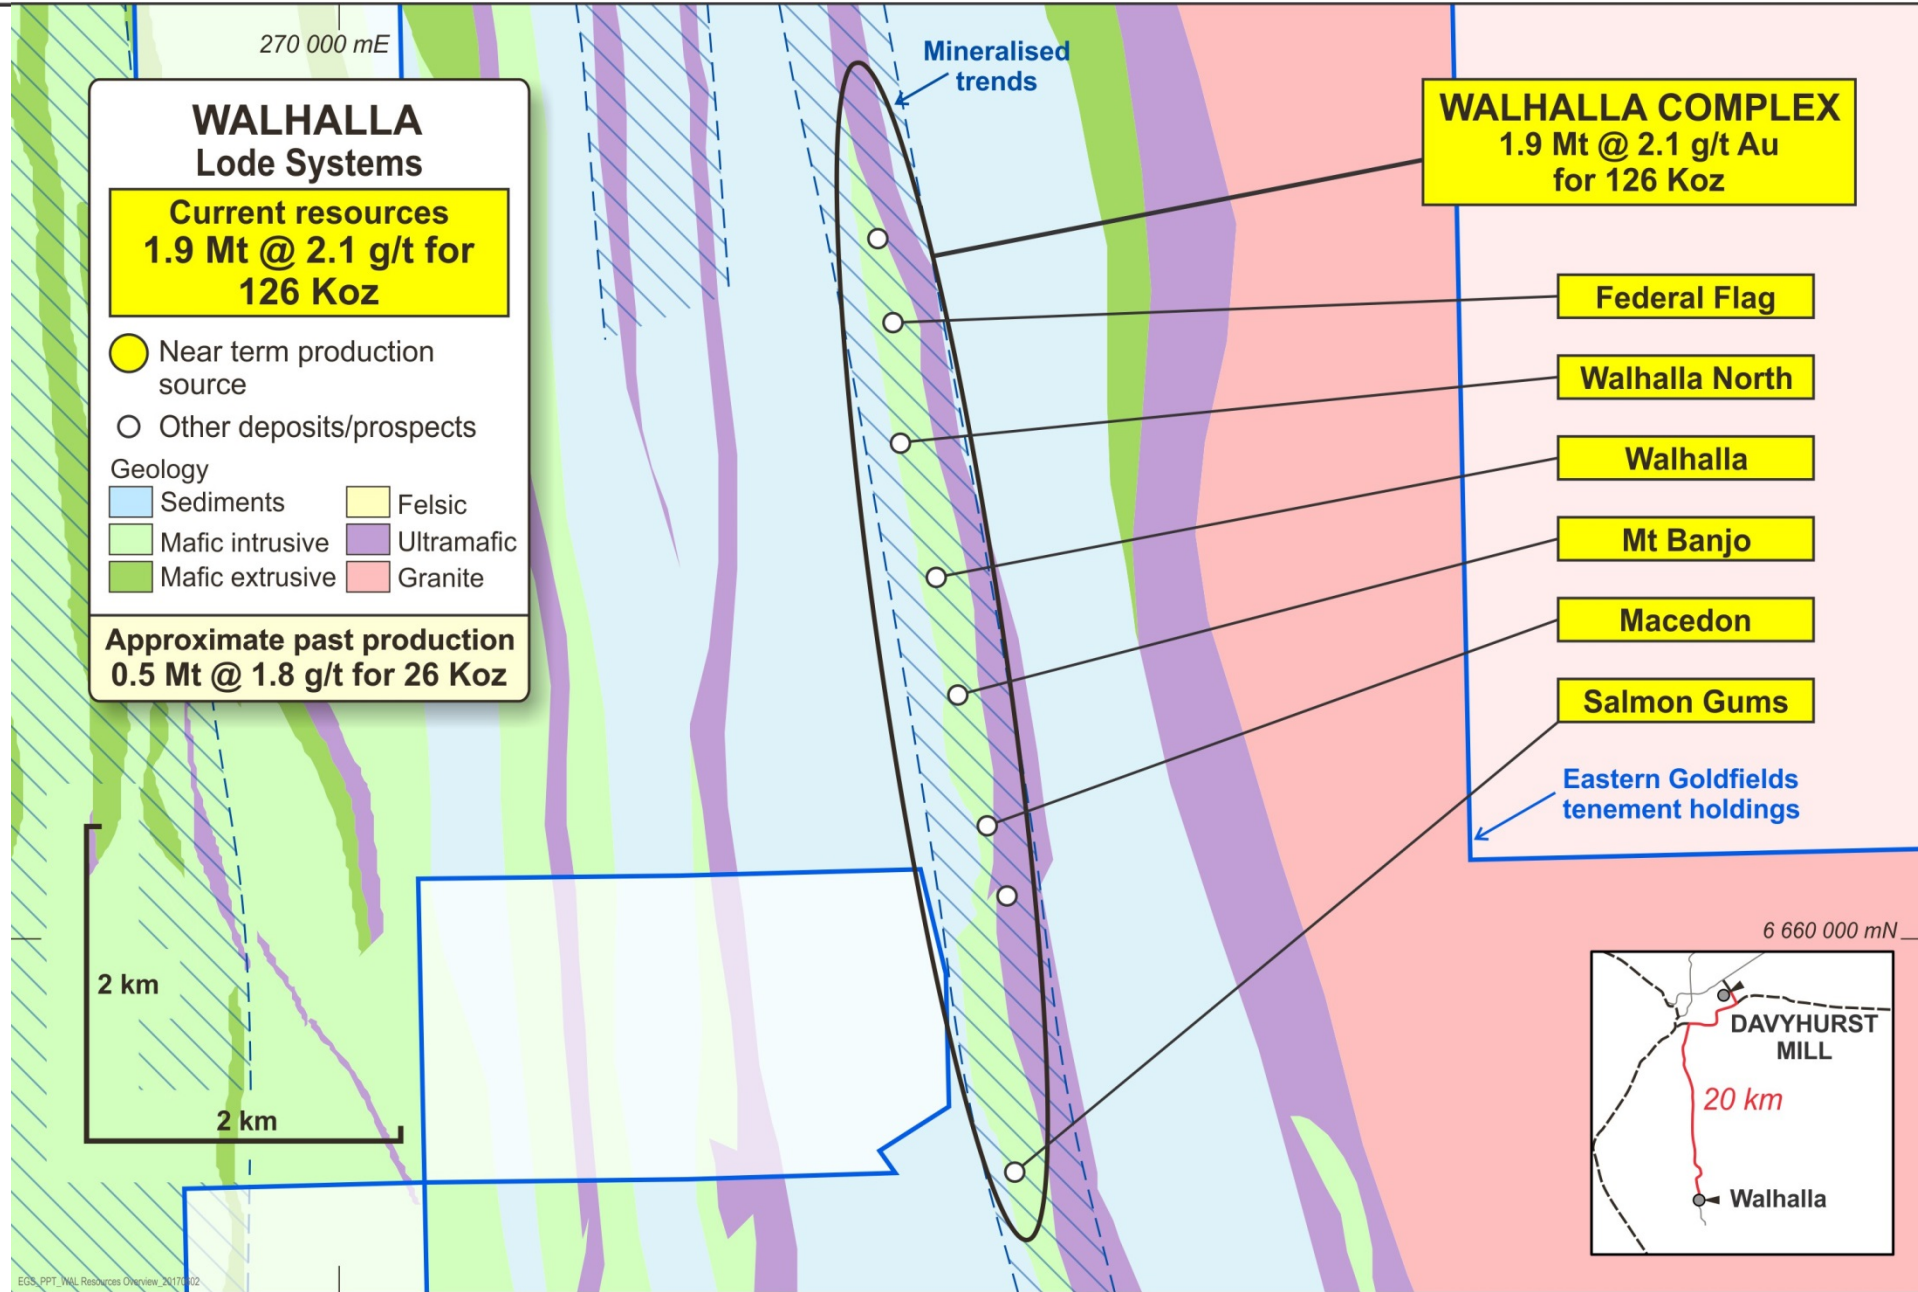 270 000 mE
WALHALLA
Lode Systems
Current resources
1.9 Mt @ 2.1 g/t for
126 Koz
Near term production
source
Other deposits/prospects
Geology
Sediments
Felsic
Mafic intrusive
Ultramafic
Mafic extrusive
Granite
Approximate past production
0.5 Mt @ 1.8 g/t for 26 Koz
Mineralised
trends
WALHALLA COMPLEX
1.9 Mt @ 2.1 g/t Au
for 126 Koz
Federal Flag
Walhalla North
Walhalla
Mt Banjo
Macedon
Salmon Gums
Eastern Goldfields
tenement holdings
6 660 000 mN
2 km
2 km
DAVYHURST
MILL
20 km
Walhalla
EGS_PPT_WAL Resources Overview_20170502